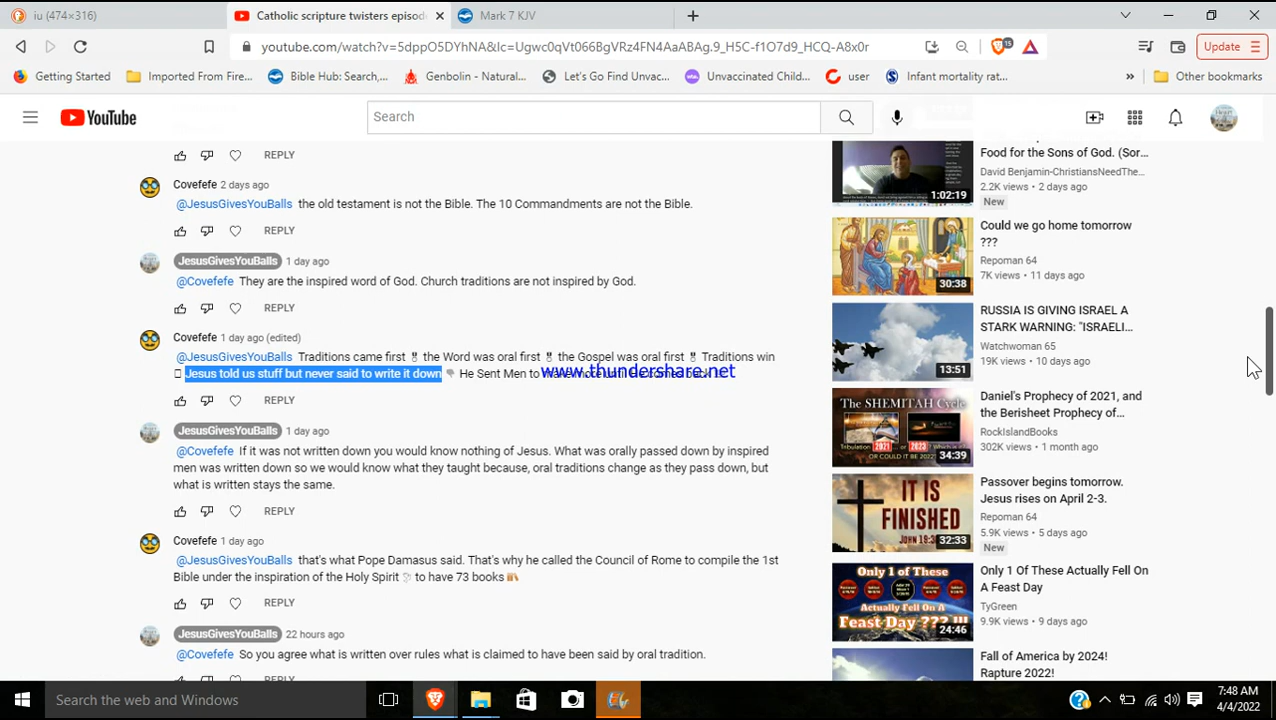 iu (474×316)
Catholic scripture twisters episod
Mark 7 KJV
youtube.com/watch?v=5dppO5DYhNA&lc=Ugwc0qVt066BgVRz4FN4AaABAg.9_H5C-f1O7d9_HCQ-A8x0r
15
Update
Getting Started
Imported From Fire...
Bible Hub: Search,...
Genbolin - Natural...
Let's Go Find Unvac...
Unvaccinated Child...
user
Infant mortality rat...
»
Other bookmarks
YouTube
Search
REPLY
Covefefe 2 days ago
@JesusGivesYouBalls the old testament is not the Bible. The 10 Commandments are not the Bible.
REPLY
JesusGivesYouBalls 1 day ago
@Covefefe They are the inspired word of God. Church traditions are not inspired by God.
REPLY
Covefefe 1 day ago (edited)
@JesusGivesYouBalls Traditions came first the Word was oral first the Gospel was oral first Traditions win
Jesus told us stuff but never said to write it down He Sent Men to
www.thundershare.net
REPLY
JesusGivesYouBalls 1 day ago
@Covefefe If it was not written down you would know nothing of Jesus. What was orally passed down by inspired
men was written down so we would know what they taught because, oral traditions change as they pass down, but
what is written stays the same.
REPLY
Covefefe 1 day ago
@JesusGivesYouBalls that's what Pope Damasus said. That's why he called the Council of Rome to compile the 1st
Bible under the inspiration of the Holy Spirit to have 73 books
REPLY
JesusGivesYouBalls 22 hours ago
@Covefefe So you agree what is written over rules what is claimed to have been said by oral tradition.
REPLY
1:02:19
Food for the Sons of God. (Sor...
David Benjamin-ChristiansNeedThe...
2.2K views • 2 days ago
New
30:38
Could we go home tomorrow
???
Repoman 64
7K views • 11 days ago
13:51
RUSSIA IS GIVING ISRAEL A
STARK WARNING: "ISRAELI...
Watchwoman 65
19K views • 10 days ago
The SHEMITAH Cycle
Tribulation 2021 or 2022
OR COULD IT BE 2022?
34:39
Daniel's Prophecy of 2021, and
the Berisheet Prophecy of...
RockIslandBooks
302K views • 1 month ago
IT IS
FINISHED
JOHN 19:3
32:33
Passover begins tomorrow.
Jesus rises on April 2-3.
Repoman 64
5.9K views • 5 days ago
New
Only 1 of These
Actually Fell On A
Feast Day ??? !!!
24:46
Only 1 Of These Actually Fell On
A Feast Day
TyGreen
9.9K views • 9 days ago
Fall of America by 2024!
Rapture 2022!
Search the web and Windows
7:48 AM
4/4/2022